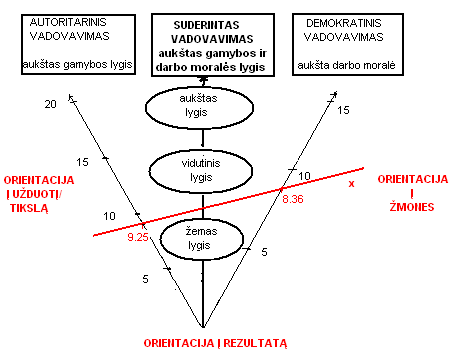 AUTORITARINIS
VADOVAVIMAS
aukštas gamybos lygis
SUDERINTAS
VADOVAVIMAS
aukštas gamybos ir
darbo moralės lygis
DEMOKRATINIS
VADOVAVIMAS
aukšta darbo moralė
20
aukštas
lygis
15
15
vidutinis
lygis
10
ORIENTACIJA
Į UŽDUOTĮ/
TIKSLĄ
x
ORIENTACIJA
Į
ŽMONES
8.36
10
9.25
žemas
lygis
5
5
ORIENTACIJA Į REZULTATĄ